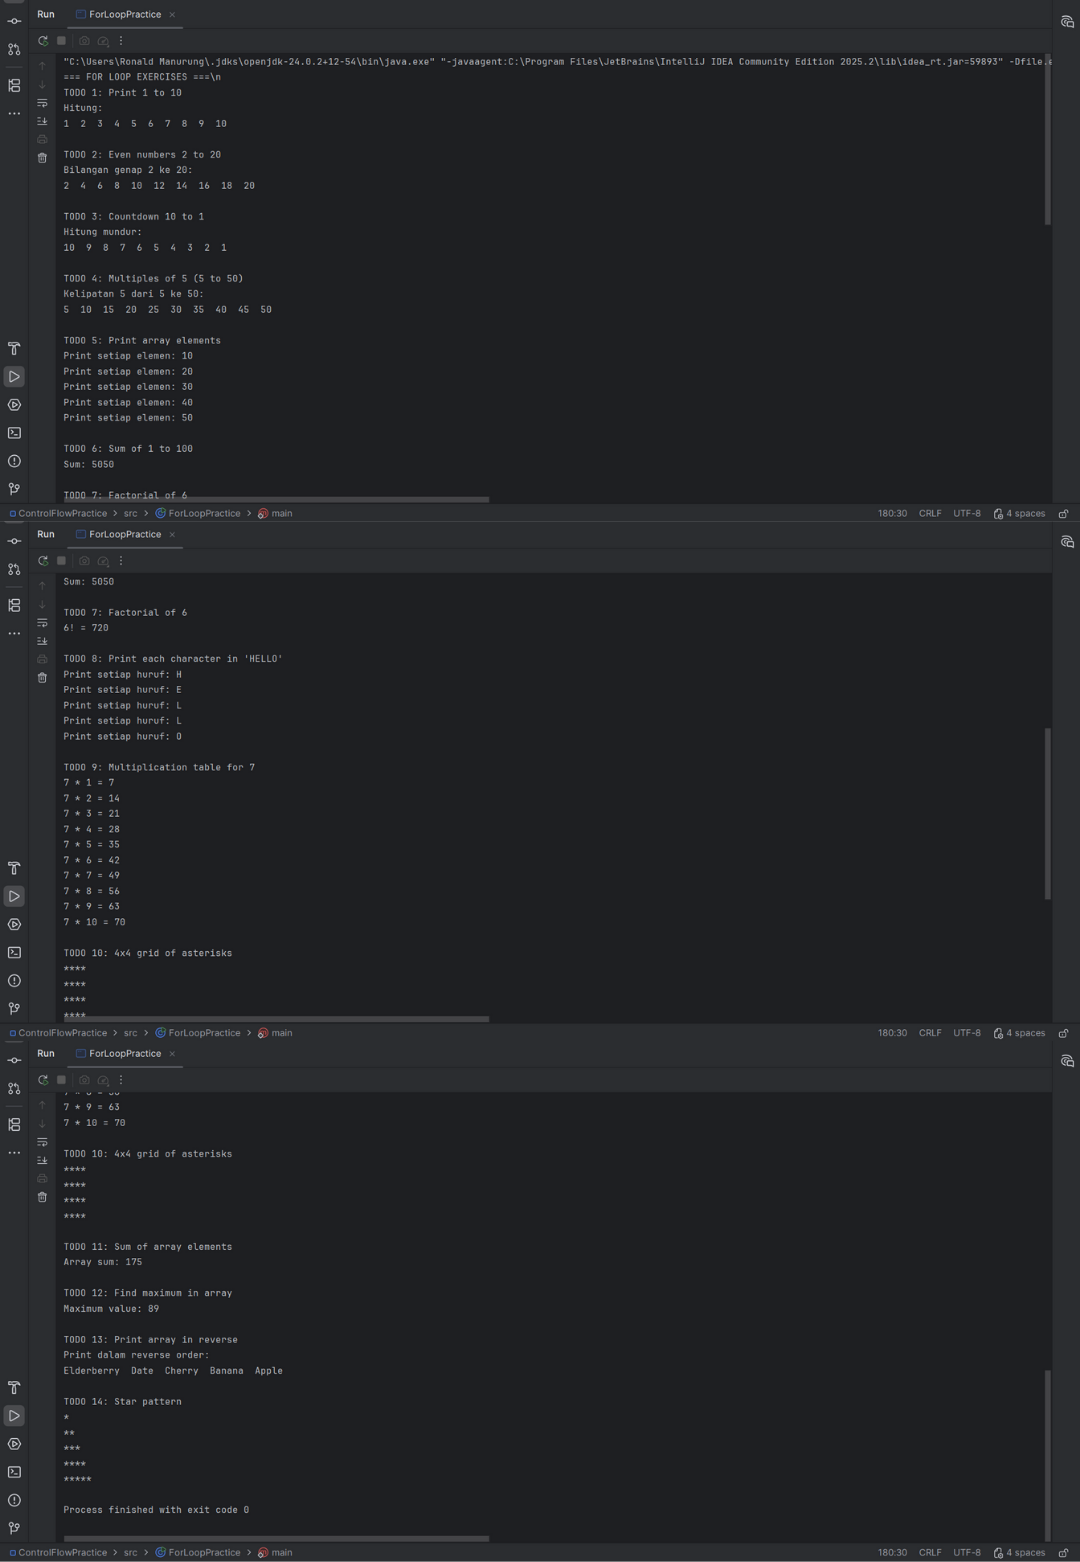 Run ForLoopPractice ×
"C:\Users\Ronald Manurung\.jdks\openjdk-24.0.2+12-54\bin\java.exe" "-javaagent:C:\Program Files\JetBrains\IntelliJ IDEA Community Edition 2025.2\lib\idea_rt.jar=59893" -Dfile.e
=== FOR LOOP EXERCISES ===\n
TODO 1: Print 1 to 10
Hitung:
1 2 3 4 5 6 7 8 9 10
TODO 2: Even numbers 2 to 20
Bilangan genap 2 ke 20:
2 4 6 8 10 12 14 16 18 20
TODO 3: Countdown 10 to 1
Hitung mundur:
10 9 8 7 6 5 4 3 2 1
TODO 4: Multiples of 5 (5 to 50)
Kelipatan 5 dari 5 ke 50:
5 10 15 20 25 30 35 40 45 50
TODO 5: Print array elements
Print setiap elemen: 10
Print setiap elemen: 20
Print setiap elemen: 30
Print setiap elemen: 40
Print setiap elemen: 50
TODO 6: Sum of 1 to 100
Sum: 5050
TODO 7: Factorial of 6
ControlFlowPractice > src > ForLoopPractice > main 180:30 CRLF UTF-8 4 spaces
Run ForLoopPractice ×
Sum: 5050
TODO 7: Factorial of 6
6! = 720
TODO 8: Print each character in 'HELLO'
Print setiap huruf: H
Print setiap huruf: E
Print setiap huruf: L
Print setiap huruf: L
Print setiap huruf: O
TODO 9: Multiplication table for 7
7 * 1 = 7
7 * 2 = 14
7 * 3 = 21
7 * 4 = 28
7 * 5 = 35
7 * 6 = 42
7 * 7 = 49
7 * 8 = 56
7 * 9 = 63
7 * 10 = 70
TODO 10: 4x4 grid of asterisks
****
****
****
****
ControlFlowPractice > src > ForLoopPractice > main 180:30 CRLF UTF-8 4 spaces
Run ForLoopPractice ×
7 * 8 = 56
7 * 9 = 63
7 * 10 = 70
TODO 10: 4x4 grid of asterisks
****
****
****
****
TODO 11: Sum of array elements
Array sum: 175
TODO 12: Find maximum in array
Maximum value: 89
TODO 13: Print array in reverse
Print dalam reverse order:
Elderberry Date Cherry Banana Apple
TODO 14: Star pattern
*
**
***
****
*****
Process finished with exit code 0
ControlFlowPractice > src > ForLoopPractice > main 180:30 CRLF UTF-8 4 spaces